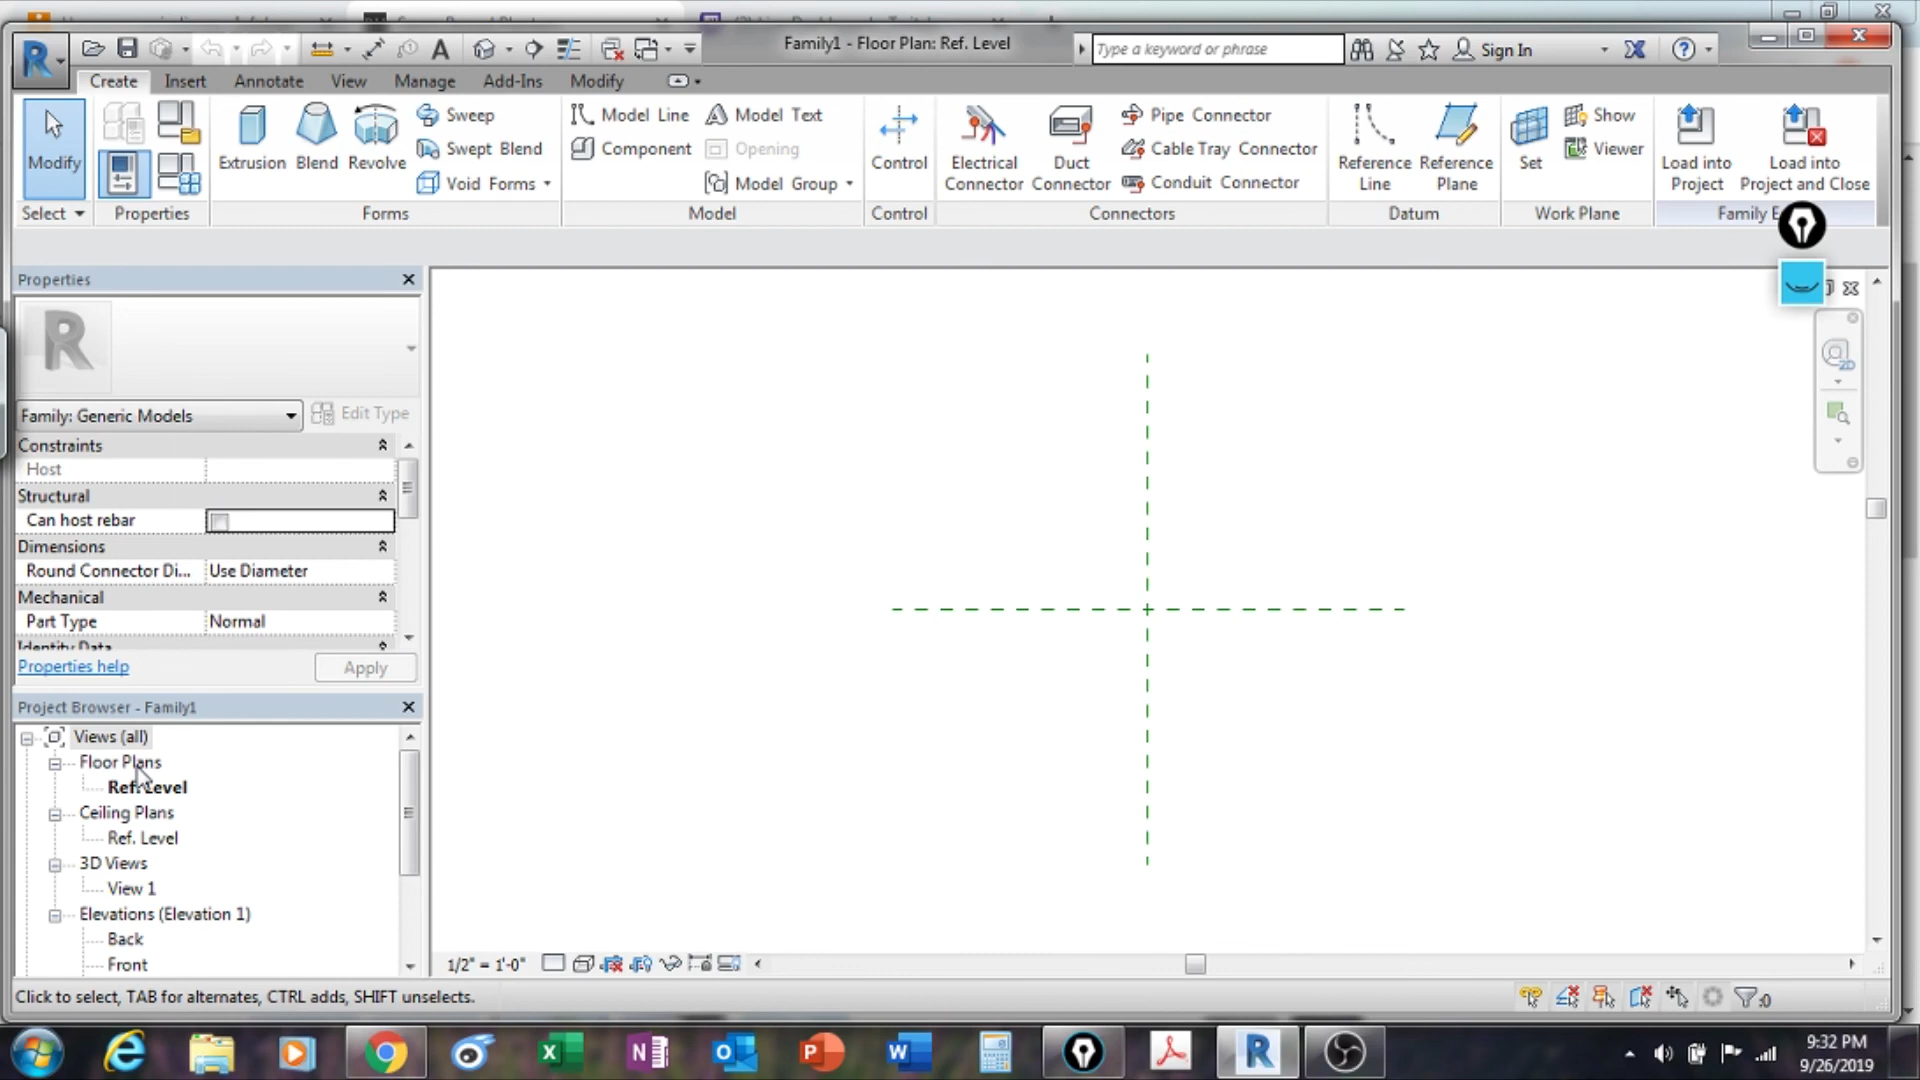 Family1 - Floor Plan: Ref. Level
Type a keyword or phrase
Sign In
Create
Insert
Annotate
View
Manage
Add-Ins
Modify
Modify
Extrusion
Blend
Revolve
Sweep
Swept Blend
Void Forms
Model Line
Component
Model Text
Opening
Model Group
Control
Electrical Connector
Duct Connector
Pipe Connector
Cable Tray Connector
Conduit Connector
Reference Line
Reference Plane
Set
Show
Viewer
Load into Project
Load into Project and Close
Select
Properties
Forms
Model
Control
Connectors
Datum
Work Plane
Family E
Properties
R
Family: Generic Models
Edit Type
Constraints
Host
Structural
Can host rebar
Dimensions
Round Connector Di... Use Diameter
Mechanical
Part Type Normal
Identity Data
Properties help
Apply
Project Browser - Family1
Views (all)
Floor Plans
Ref. Level
Ceiling Plans
Ref. Level
3D Views
View 1
Elevations (Elevation 1)
Back
Front
2D
1/2" = 1'-0"
Click to select, TAB for alternates, CTRL adds, SHIFT unselects.
:0
9:32 PM
9/26/2019